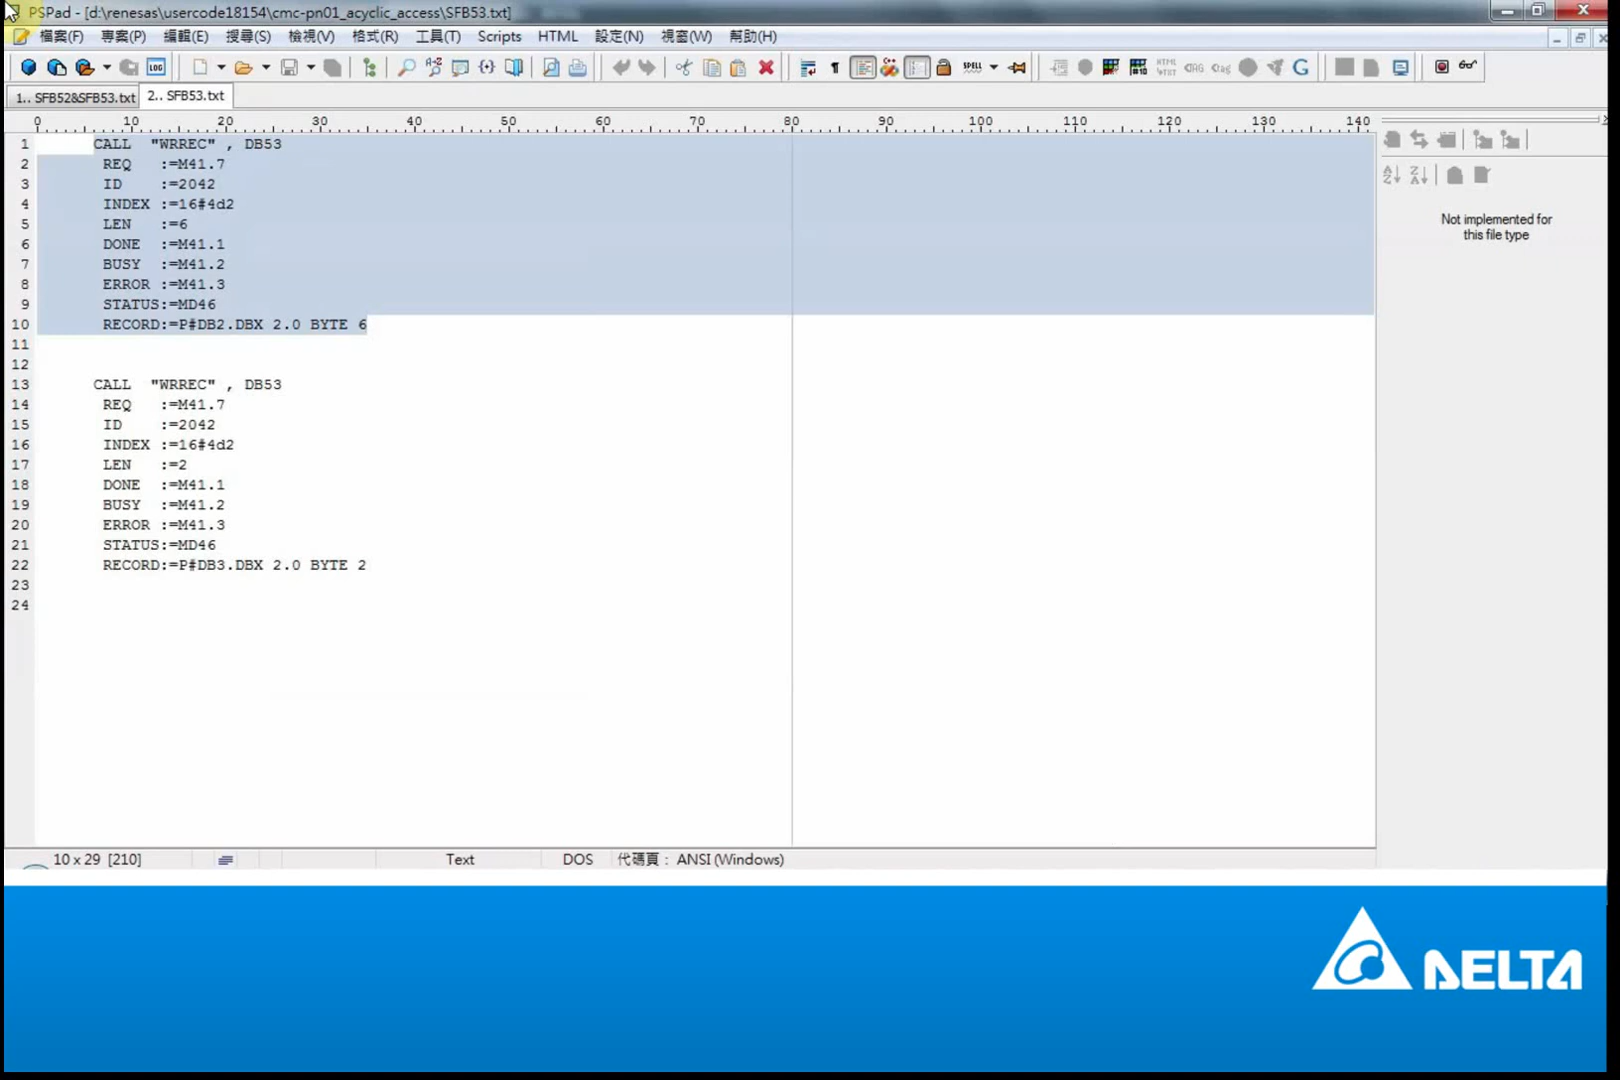 PSPad - [d:\renesas\usercode18154\cmc-pn01_acyclic_access\SFB53.txt]
檔案(F) 專案(P) 編輯(E) 搜尋(S) 檢視(V) 格式(R) 工具(T) Scripts HTML 設定(N) 視窗(W) 幫助(H)
LOG SPELL
1.. SFB52&SFB53.txt 2.. SFB53.txt
0 10 20 30 40 50 60 70 80 90 100 110 120 130 140
1 CALL "WRREC" , DB53
2 REQ :=M41.7
3 ID :=2042
4 INDEX :=16#4d2
5 LEN :=6
6 DONE :=M41.1
7 BUSY :=M41.2
8 ERROR :=M41.3
9 STATUS:=MD46
10 RECORD:=P#DB2.DBX 2.0 BYTE 6
11
12
13 CALL "WRREC" , DB53
14 REQ :=M41.7
15 ID :=2042
16 INDEX :=16#4d2
17 LEN :=2
18 DONE :=M41.1
19 BUSY :=M41.2
20 ERROR :=M41.3
21 STATUS:=MD46
22 RECORD:=P#DB3.DBX 2.0 BYTE 2
23
24
Not implemented for
this file type
10 x 29 [210] Text DOS 代碼頁： ANSI (Windows)
DELTA